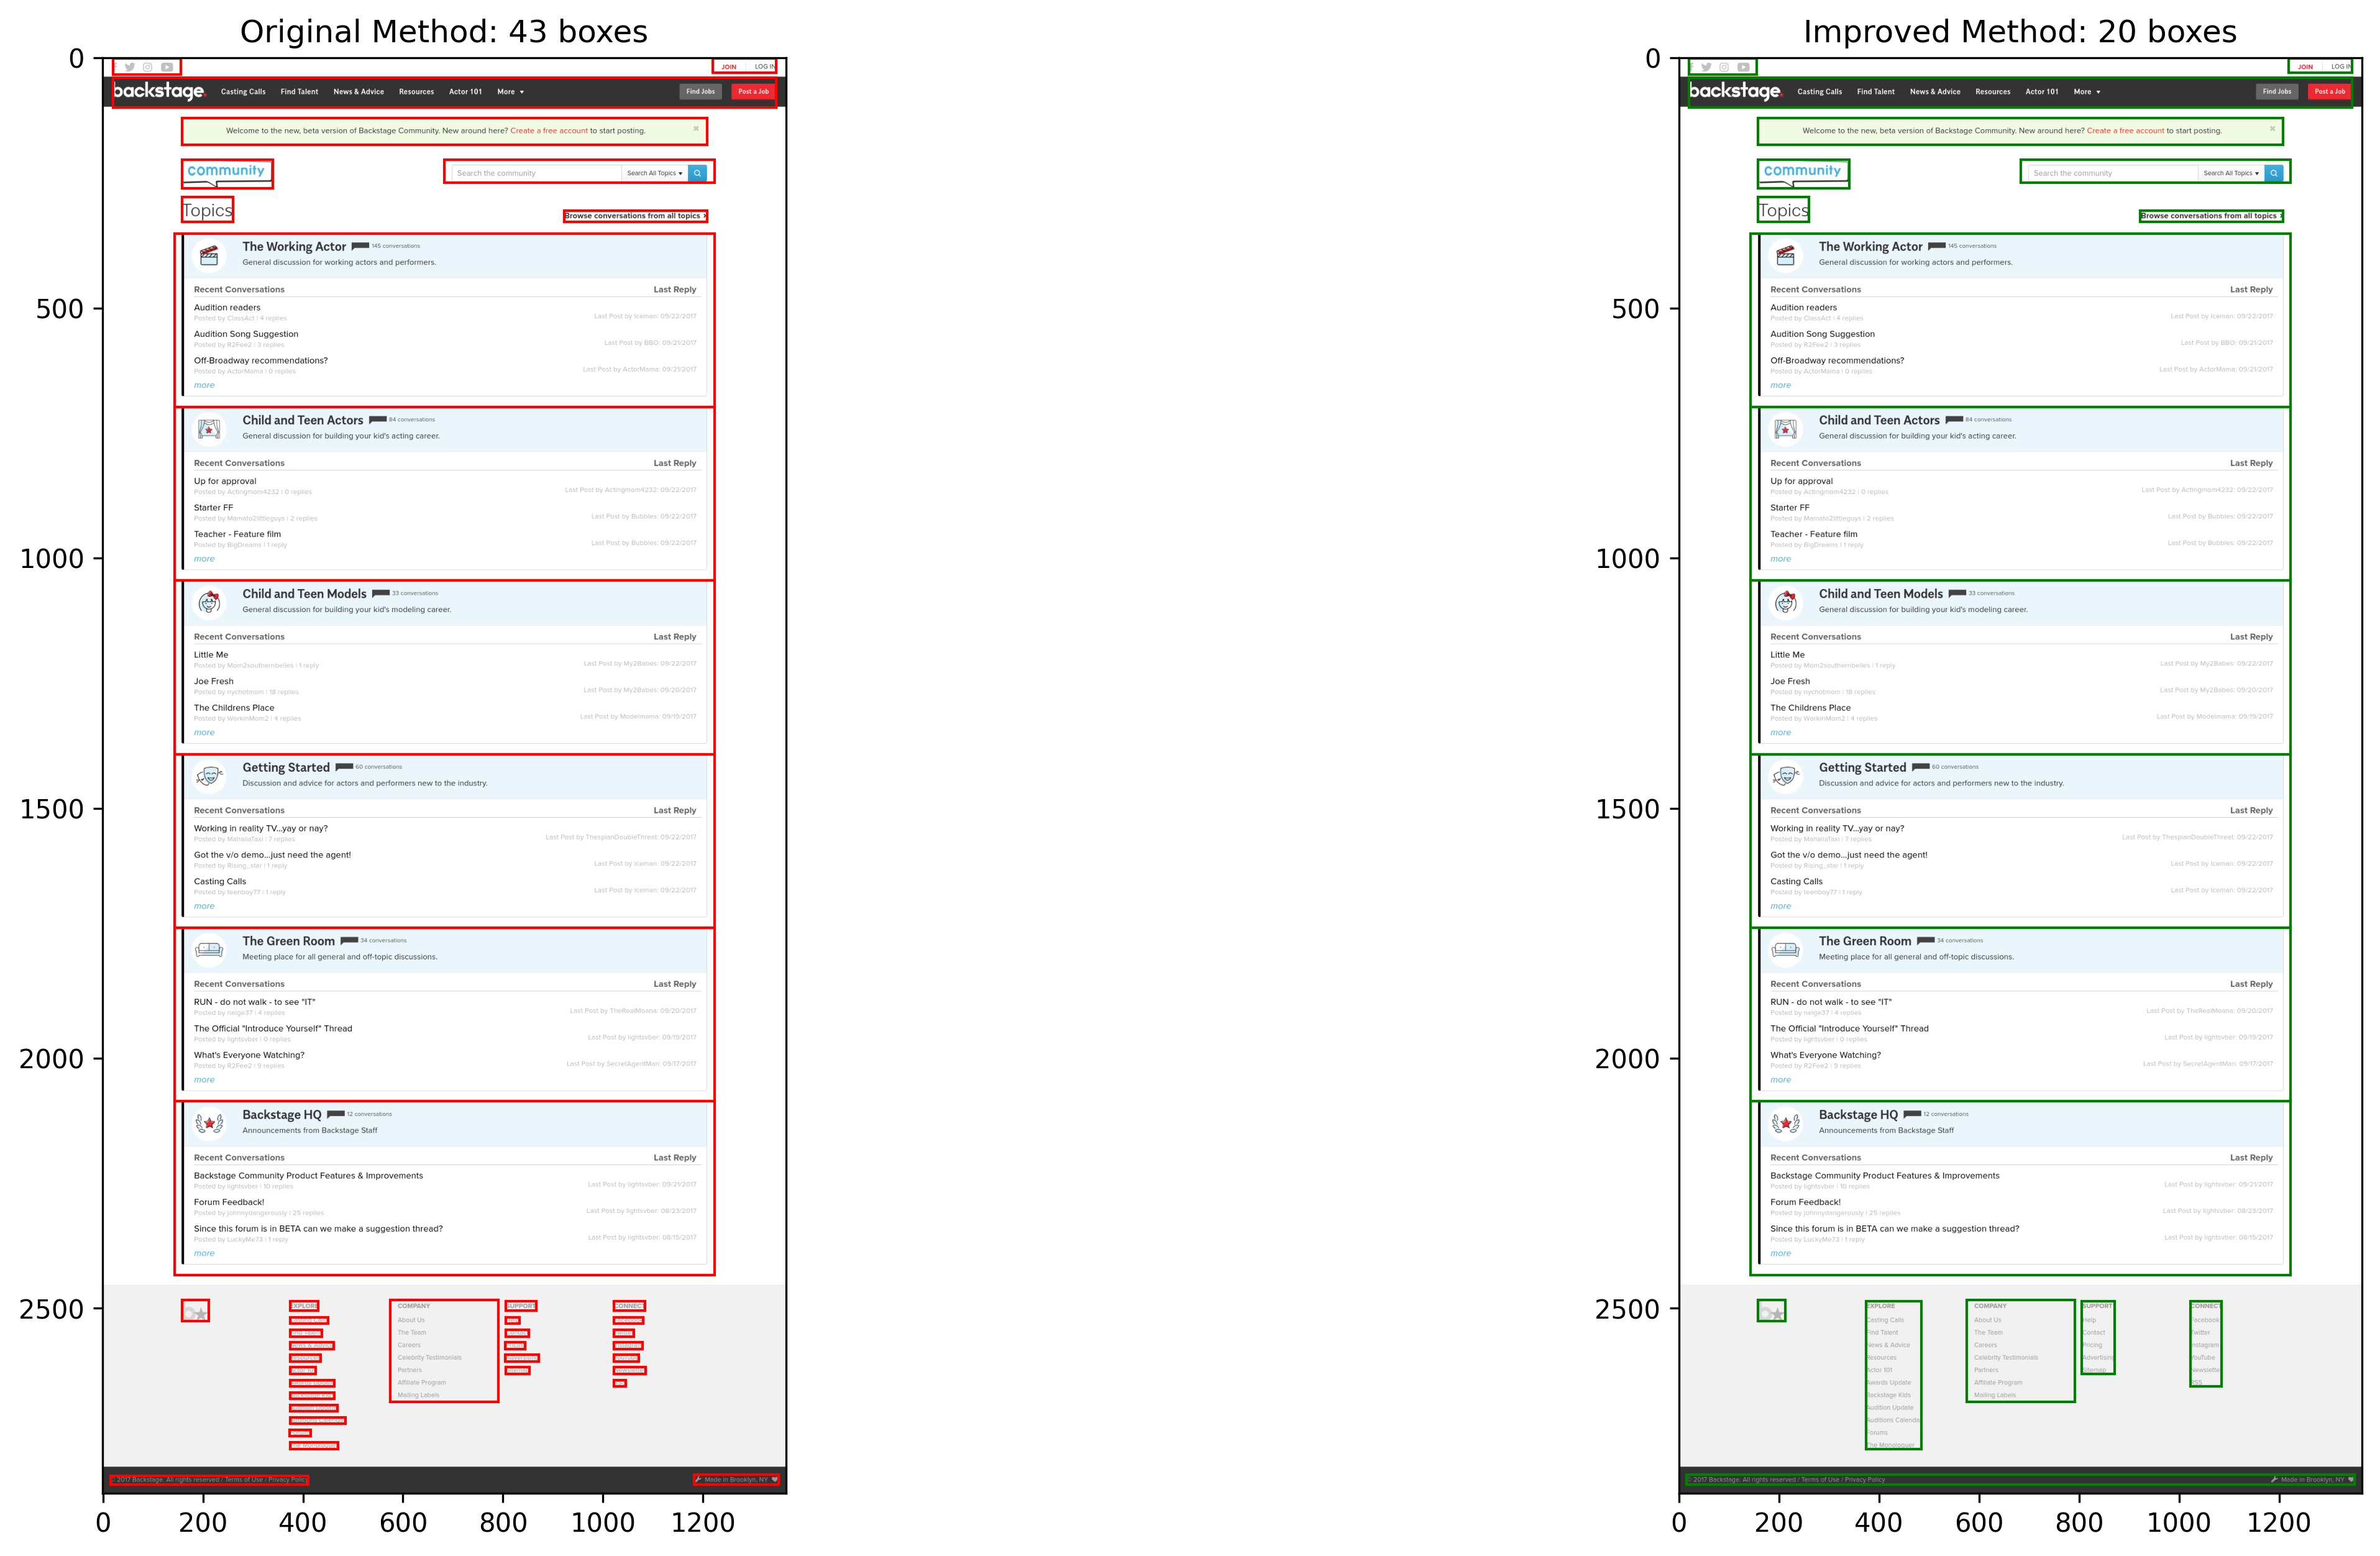 Original Method: 43 boxes
JOIN LOG IN
backstage. Casting Calls Find Talent News & Advice Resources Actor 101 More Find Jobs Post a Job
Welcome to the new, beta version of Backstage Community. New around here? Create a free account to start posting. ×
community Search the community Search All Topics
Topics
Browse conversations from all topics
The Working Actor 145 conversations
General discussion for working actors and performers.
Recent Conversations Last Reply
Audition readers
Posted by ClassAct | 4 replies Last Post by Iceman: 09/22/2017
Audition Song Suggestion
Posted by R2Fee2 | 3 replies Last Post by BBO: 09/21/2017
Off-Broadway recommendations?
Posted by ActorMama | 0 replies Last Post by ActorMama: 09/21/2017
more
Child and Teen Actors 84 conversations
General discussion for building your kid's acting career.
Recent Conversations Last Reply
Up for approval
Posted by Actingmom4232 | 0 replies Last Post by Actingmom4232: 09/22/2017
Starter FF
Posted by Mamato2littleguys | 2 replies Last Post by Bubbles: 09/22/2017
Teacher - Feature film
Posted by BigDreams | 1 reply Last Post by Bubbles: 09/22/2017
more
Child and Teen Models 33 conversations
General discussion for building your kid's modeling career.
Recent Conversations Last Reply
Little Me
Posted by Mom2southernbelles | 1 reply Last Post by My2Babes: 09/22/2017
Joe Fresh
Posted by nychotmom | 18 replies Last Post by My2Babes: 09/20/2017
The Childrens Place
Posted by WorkinMom2 | 4 replies Last Post by Modelmama: 09/19/2017
more
Getting Started 60 conversations
Discussion and advice for actors and performers new to the industry.
Recent Conversations Last Reply
Working in reality TV...yay or nay?
Posted by MahaliaTaxi | 7 replies Last Post by ThespianDoubleThreat: 09/22/2017
Got the v/o demo...just need the agent!
Posted by Rising_star | 1 reply Last Post by Iceman: 09/22/2017
Casting Calls
Posted by teenboy77 | 1 reply Last Post by Iceman: 09/22/2017
more
The Green Room 34 conversations
Meeting place for all general and off-topic discussions.
Recent Conversations Last Reply
RUN - do not walk - to see "IT"
Posted by neige37 | 4 replies Last Post by TheRealMoana: 09/20/2017
The Official "Introduce Yourself" Thread
Posted by lightsvber | 0 replies Last Post by lightsvber: 09/19/2017
What's Everyone Watching?
Posted by R2Fee2 | 9 replies Last Post by SecretAgentMan: 09/17/2017
more
Backstage HQ 12 conversations
Announcements from Backstage Staff
Recent Conversations Last Reply
Backstage Community Product Features & Improvements
Posted by lightsvber | 10 replies Last Post by lightsvber: 09/21/2017
Forum Feedback!
Posted by johnnydangerously | 25 replies Last Post by lightsvber: 08/23/2017
Since this forum is in BETA can we make a suggestion thread?
Posted by LuckyMe73 | 1 reply Last Post by lightsvber: 08/15/2017
more
EXPLORE COMPANY SUPPORT CONNECT
About Us
The Team
Careers
Celebrity Testimonials
Partners
Affiliate Program
Mailing Labels
2017 Backstage. All rights reserved / Terms of Use / Privacy Policy Made in Brooklyn, NY
0
500
1000
1500
2000
2500
0 200 400 600 800 1000 1200
Improved Method: 20 boxes
JOIN LOG IN
backstage. Casting Calls Find Talent News & Advice Resources Actor 101 More Find Jobs Post a Job
Welcome to the new, beta version of Backstage Community. New around here? Create a free account to start posting. ×
community Search the community Search All Topics
Topics
Browse conversations from all topics
The Working Actor 145 conversations
General discussion for working actors and performers.
Recent Conversations Last Reply
Audition readers
Posted by ClassAct | 4 replies Last Post by Iceman: 09/22/2017
Audition Song Suggestion
Posted by R2Fee2 | 3 replies Last Post by BBO: 09/21/2017
Off-Broadway recommendations?
Posted by ActorMama | 0 replies Last Post by ActorMama: 09/21/2017
more
Child and Teen Actors 84 conversations
General discussion for building your kid's acting career.
Recent Conversations Last Reply
Up for approval
Posted by Actingmom4232 | 0 replies Last Post by Actingmom4232: 09/22/2017
Starter FF
Posted by Mamato2littleguys | 2 replies Last Post by Bubbles: 09/22/2017
Teacher - Feature film
Posted by BigDreams | 1 reply Last Post by Bubbles: 09/22/2017
more
Child and Teen Models 33 conversations
General discussion for building your kid's modeling career.
Recent Conversations Last Reply
Little Me
Posted by Mom2southernbelles | 1 reply Last Post by My2Babes: 09/22/2017
Joe Fresh
Posted by nychotmom | 18 replies Last Post by My2Babes: 09/20/2017
The Childrens Place
Posted by WorkinMom2 | 4 replies Last Post by Modelmama: 09/19/2017
more
Getting Started 60 conversations
Discussion and advice for actors and performers new to the industry.
Recent Conversations Last Reply
Working in reality TV...yay or nay?
Posted by MahaliaTaxi | 7 replies Last Post by ThespianDoubleThreat: 09/22/2017
Got the v/o demo...just need the agent!
Posted by Rising_star | 1 reply Last Post by Iceman: 09/22/2017
Casting Calls
Posted by teenboy77 | 1 reply Last Post by Iceman: 09/22/2017
more
The Green Room 34 conversations
Meeting place for all general and off-topic discussions.
Recent Conversations Last Reply
RUN - do not walk - to see "IT"
Posted by neige37 | 4 replies Last Post by TheRealMoana: 09/20/2017
The Official "Introduce Yourself" Thread
Posted by lightsvber | 0 replies Last Post by lightsvber: 09/19/2017
What's Everyone Watching?
Posted by R2Fee2 | 9 replies Last Post by SecretAgentMan: 09/17/2017
more
Backstage HQ 12 conversations
Announcements from Backstage Staff
Recent Conversations Last Reply
Backstage Community Product Features & Improvements
Posted by lightsvber | 10 replies Last Post by lightsvber: 09/21/2017
Forum Feedback!
Posted by johnnydangerously | 25 replies Last Post by lightsvber: 08/23/2017
Since this forum is in BETA can we make a suggestion thread?
Posted by LuckyMe73 | 1 reply Last Post by lightsvber: 08/15/2017
more
EXPLORE COMPANY SUPPORT CONNECT
Casting Calls About Us Help Facebook
Find Talent The Team Contact Twitter
News & Advice Careers Pricing Instagram
Resources Celebrity Testimonials Advertising YouTube
Actor 101 Partners Sitemap Newsletter
Awards Update Affiliate Program RSS
Backstage Kids Mailing Labels
Audition Update
Auditions Calendar
Forums
The Monologuer
2017 Backstage. All rights reserved / Terms of Use / Privacy Policy Made in Brooklyn, NY
0
500
1000
1500
2000
2500
0 200 400 600 800 1000 1200